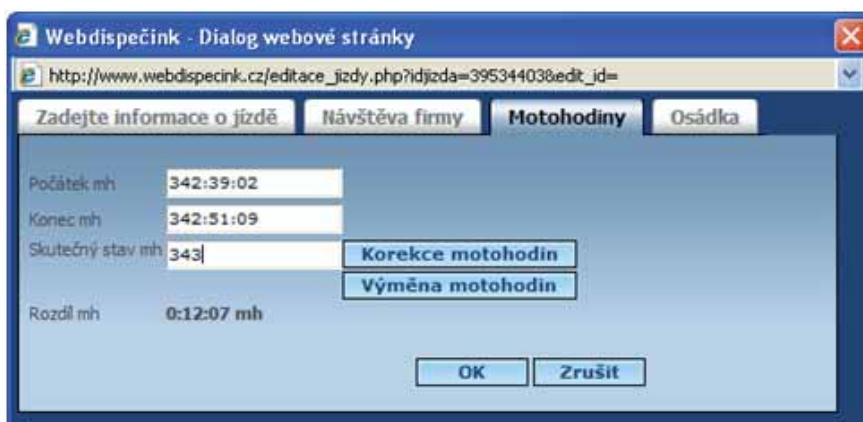 Webdispečink - Dialog webové stránky
http://www.webdispecink.cz/editace_jizdy.php?idjizda=39534403&edit_id=
Zadejte informace o jízdě Návštěva firmy Motohodiny Osádka
Počátek mh 342:39:02
Konec mh 342:51:09
Skutečný stav mh 343 Korekce motohodin
Výměna motohodin
Rozdíl mh 0:12:07 mh
OK Zrušit